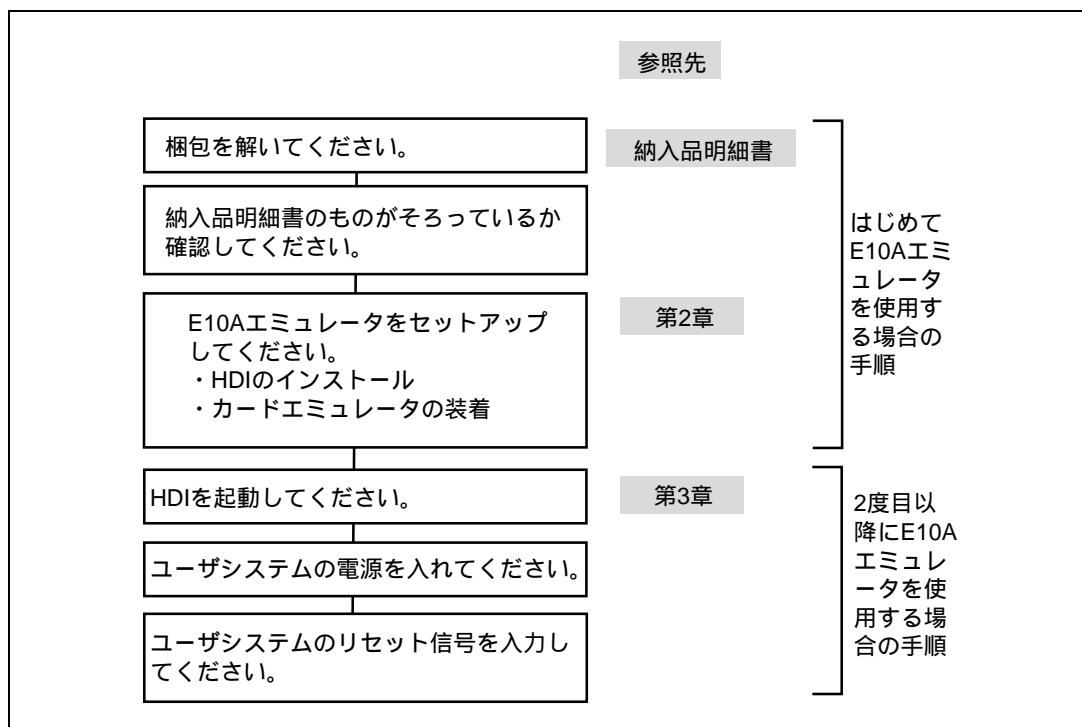 参照先
梱包を解いてください。
納入品明細書
納入品明細書のものがそろっているか
確認してください。
E10Aエミュレータをセットアップ
してください。
・HDIのインストール
・カードエミュレータの装着
第2章
はじめて
E10Aエミ
ュレータ
を使用す
る場合の
手順
HDIを起動してください。
第3章
ユーザシステムの電源を入れてください。
ユーザシステムのリセット信号を入力し
てください。
2度目以
降にE10A
エミュレ
ータを使
用する場
合の手順